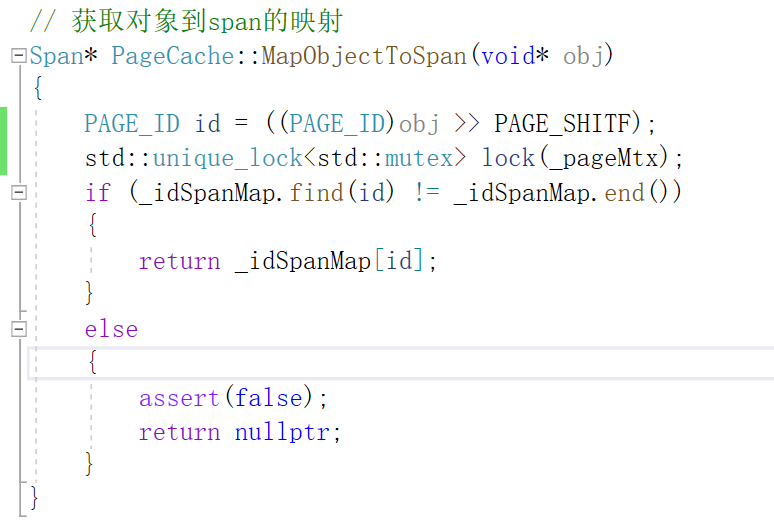 // 获取对象到span的映射
Span* PageCache::MapObjectToSpan(void* obj)
{
PAGE_ID id = ((PAGE_ID)obj >> PAGE_SHITF);
std::unique_lock<std::mutex> lock(_pageMtx);
if (_idSpanMap.find(id) != _idSpanMap.end())
{
return _idSpanMap[id];
}
else
{
assert(false);
return nullptr;
}
}